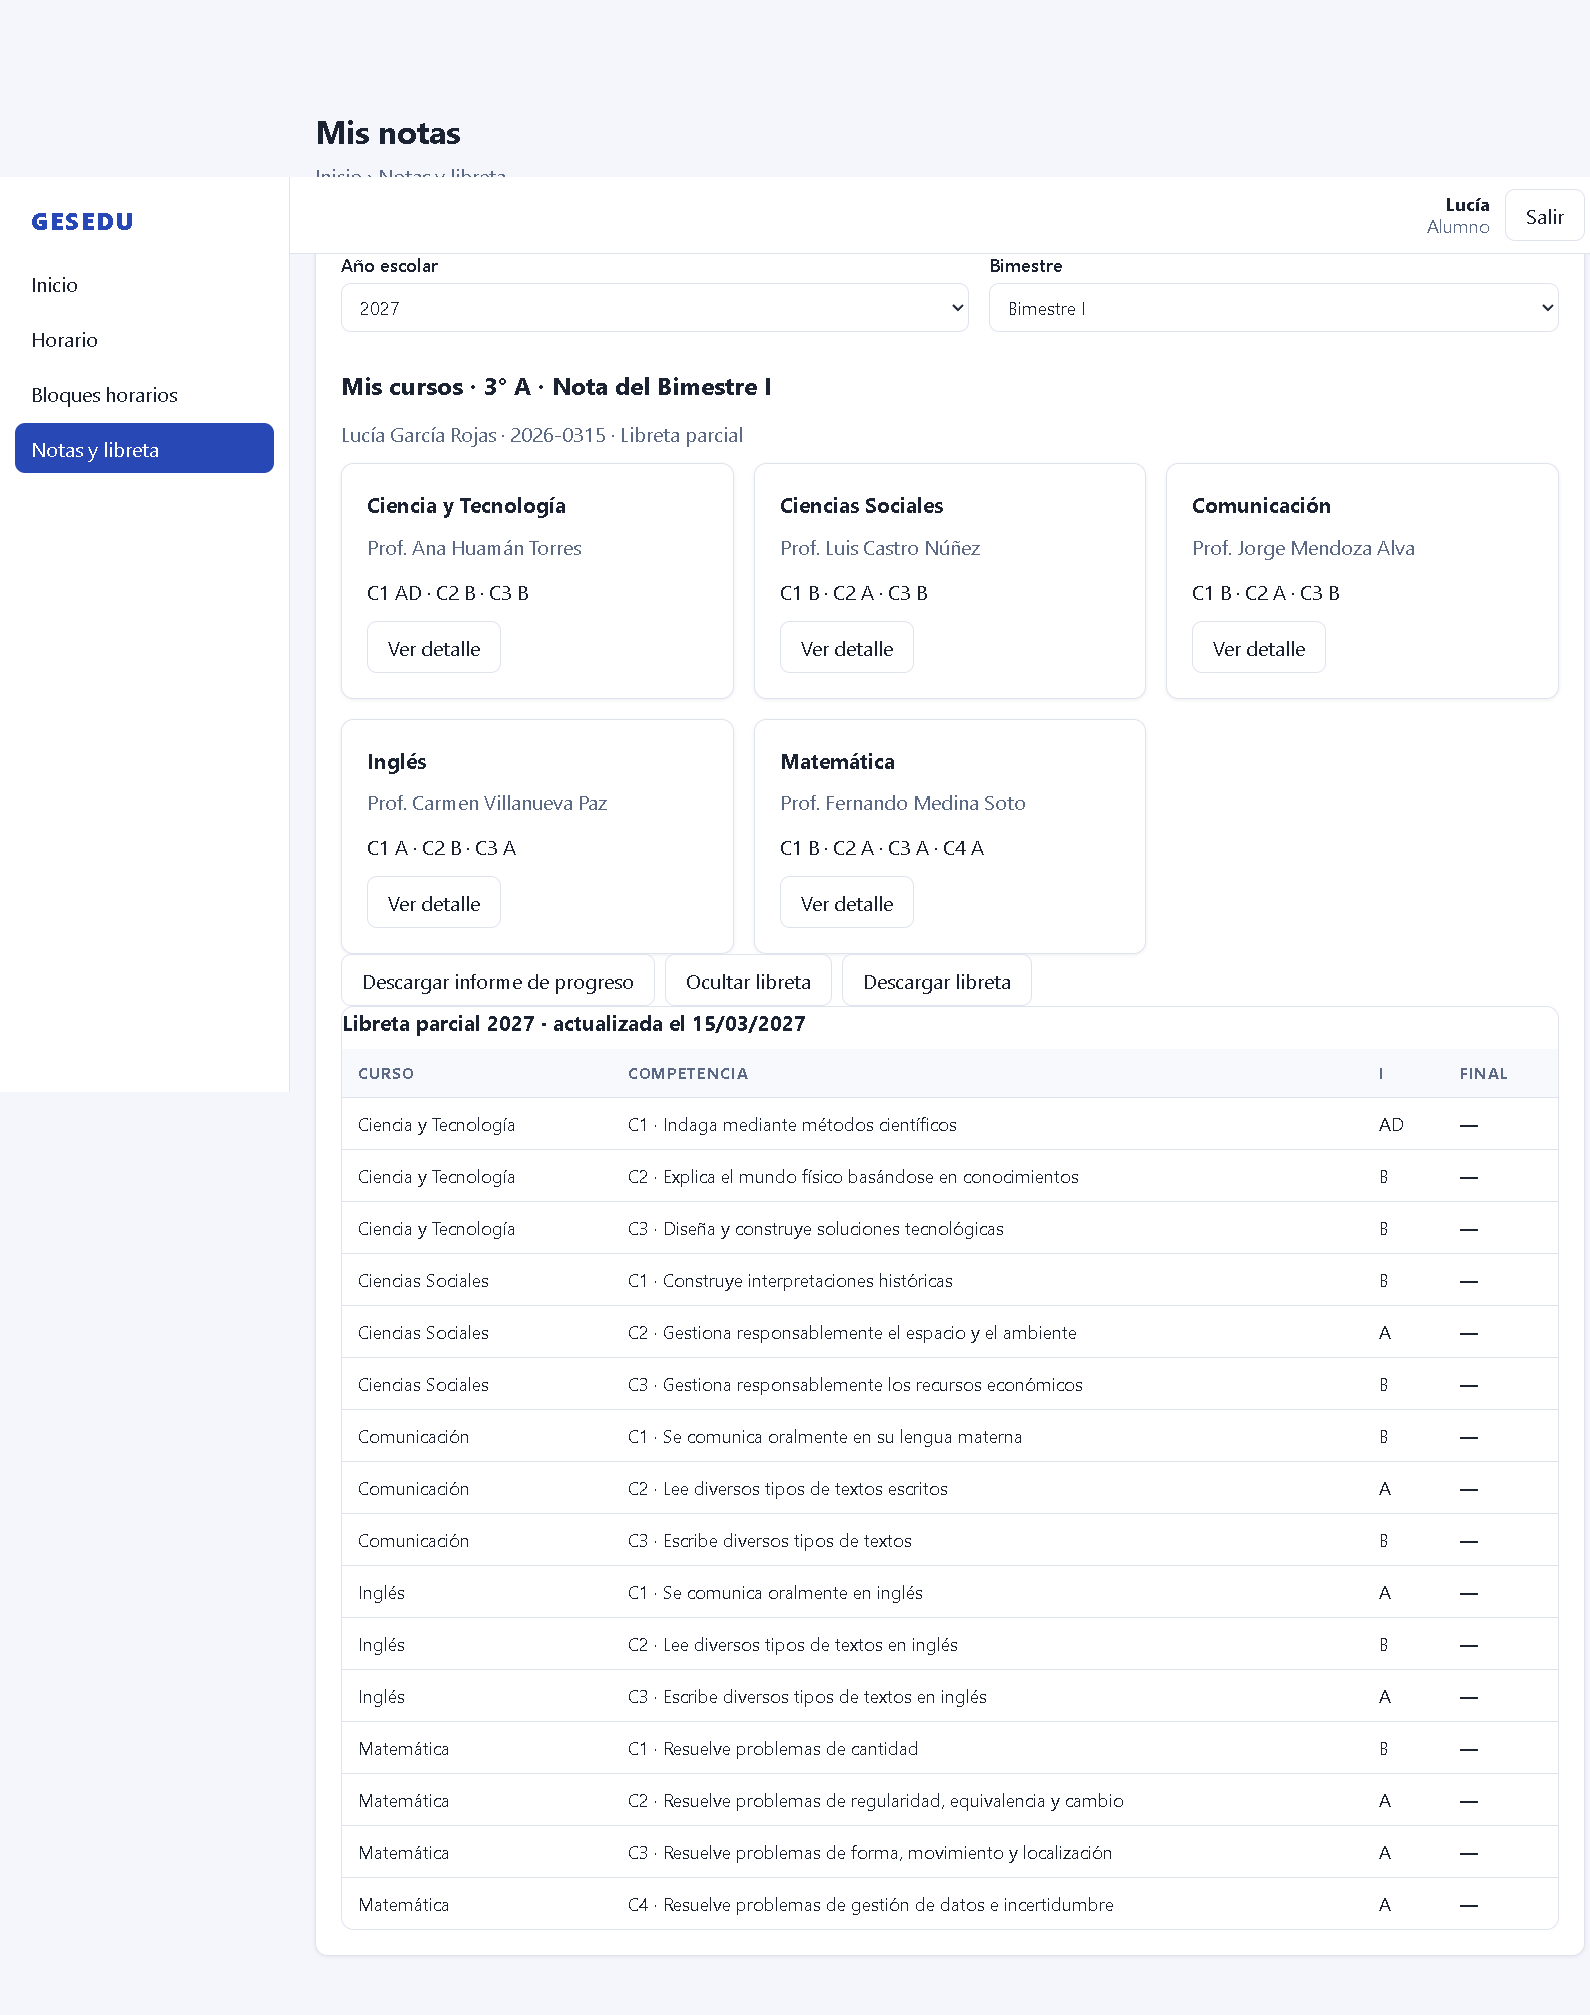 Mis notas
Inicio › Notas y libreta
GESEDU
Lucía
Alumno
Salir
Inicio
Horario
Bloques horarios
Notas y libreta
Año escolar
Bimestre
2027
Bimestre I
Mis cursos · 3° A · Nota del Bimestre I
Lucía García Rojas · 2026-0315 · Libreta parcial
Ciencia y Tecnología
Prof. Ana Huamán Torres
C1 AD · C2 B · C3 B
Ver detalle
Ciencias Sociales
Prof. Luis Castro Núñez
C1 B · C2 A · C3 B
Ver detalle
Comunicación
Prof. Jorge Mendoza Alva
C1 B · C2 A · C3 B
Ver detalle
Inglés
Prof. Carmen Villanueva Paz
C1 A · C2 B · C3 A
Ver detalle
Matemática
Prof. Fernando Medina Soto
C1 B · C2 A · C3 A · C4 A
Ver detalle
Descargar informe de progreso Ocultar libreta Descargar libreta
Libreta parcial 2027 - actualizada el 15/03/2027
CURSO COMPETENCIA I FINAL
Ciencia y Tecnología C1 · Indaga mediante métodos científicos AD —
Ciencia y Tecnología C2 · Explica el mundo físico basándose en conocimientos B —
Ciencia y Tecnología C3 · Diseña y construye soluciones tecnológicas B —
Ciencias Sociales C1 · Construye interpretaciones históricas B —
Ciencias Sociales C2 · Gestiona responsablemente el espacio y el ambiente A —
Ciencias Sociales C3 · Gestiona responsablemente los recursos económicos B —
Comunicación C1 · Se comunica oralmente en su lengua materna B —
Comunicación C2 · Lee diversos tipos de textos escritos A —
Comunicación C3 · Escribe diversos tipos de textos B —
Inglés C1 · Se comunica oralmente en inglés A —
Inglés C2 · Lee diversos tipos de textos en inglés B —
Inglés C3 · Escribe diversos tipos de textos en inglés A —
Matemática C1 · Resuelve problemas de cantidad B —
Matemática C2 · Resuelve problemas de regularidad, equivalencia y cambio A —
Matemática C3 · Resuelve problemas de forma, movimiento y localización A —
Matemática C4 · Resuelve problemas de gestión de datos e incertidumbre A —